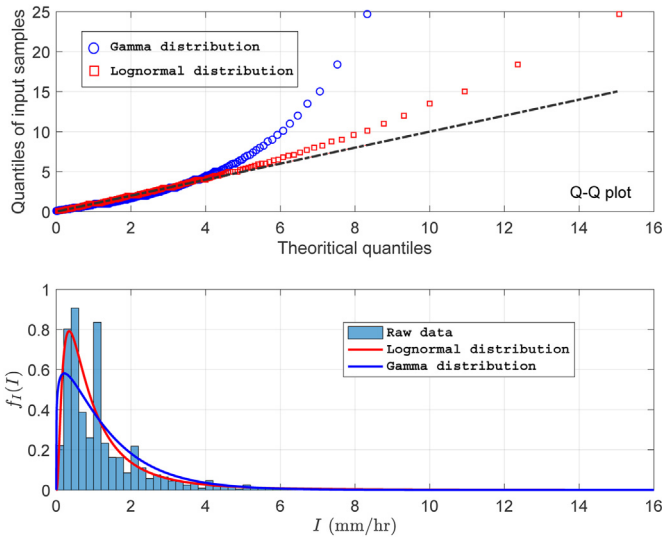 25
20
15
10
5
0
Quantiles of input samples
Gamma distribution
Lognormal distribution
Q-Q plot
0 2 4 6 8 10 12 14 16
Theoritical quantiles
1
0.8
0.6
0.4
0.2
0
f_I(I)
Raw data
Lognormal distribution
Gamma distribution
0 2 4 6 8 10 12 14 16
I (mm/hr)